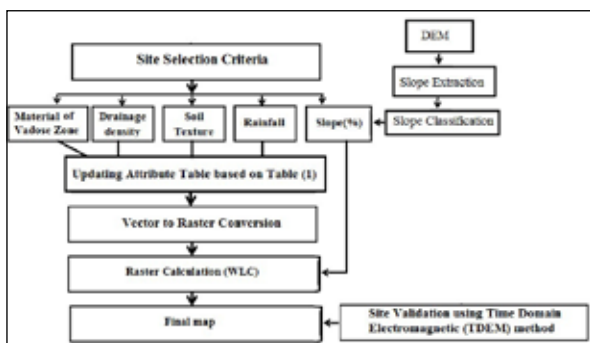 Site Selection Criteria
DEM
Slope Extraction
Slope Classification
Material of
Vadose Zone
Drainage
density
Soil
Texture
Rainfall
Slope(%)
Updating Attribute Table based on Table (1)
Vector to Raster Conversion
Raster Calculation (WLC)
Final map
Site Validation using Time Domain
Electromagnetic (TDEM) method